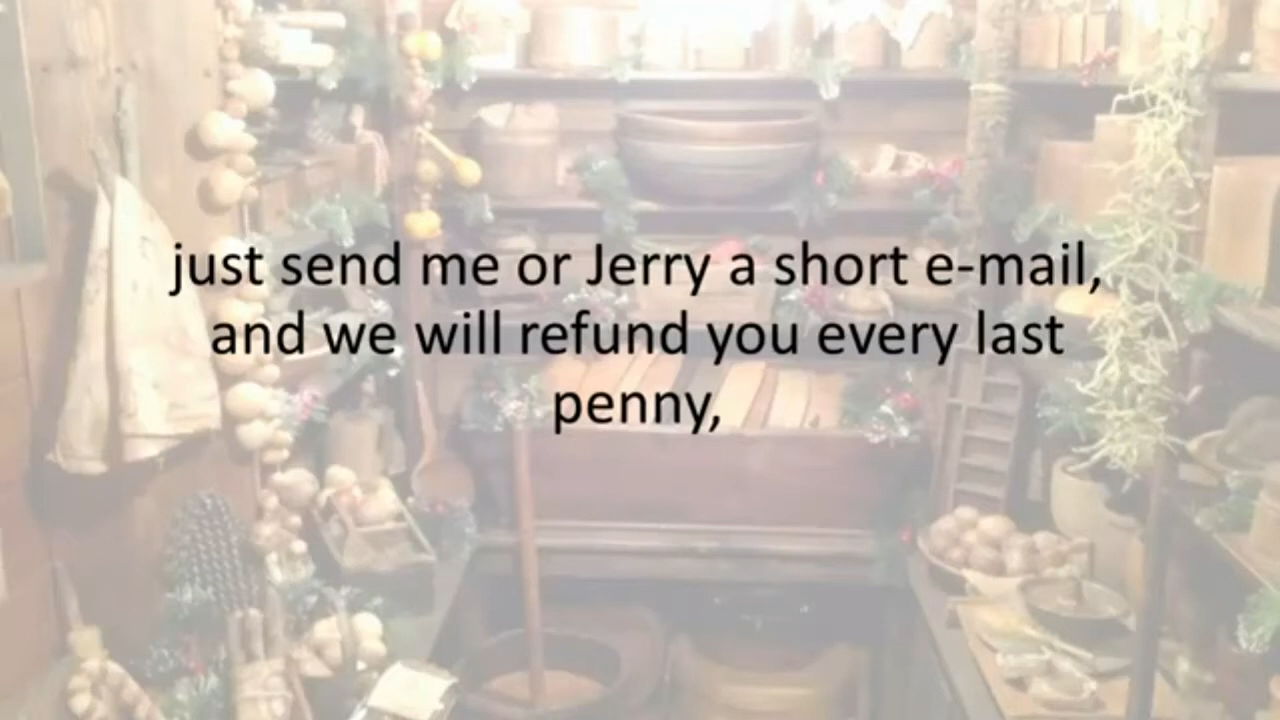 just send me or Jerry a short e-mail,
and we will refund you every last
penny,